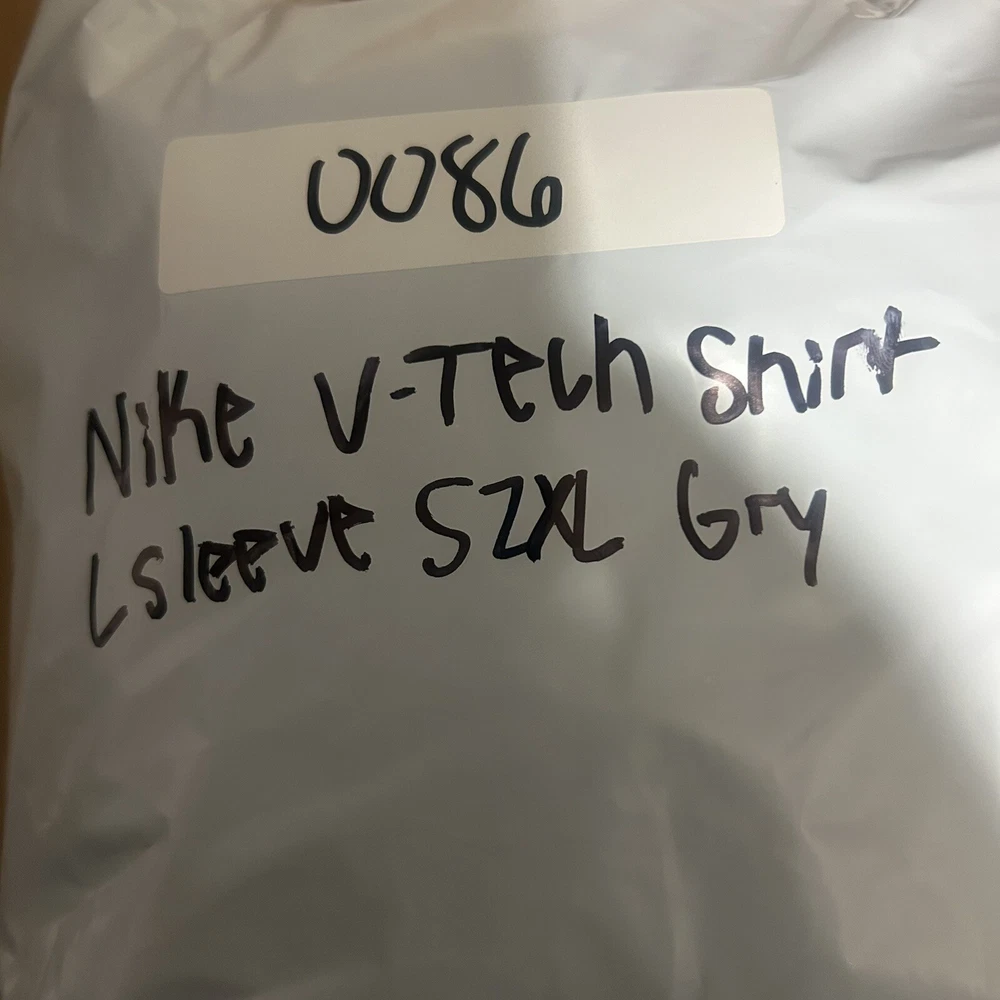 0086
Nike V-Tech Shirt
Lsleeve SZXL Gry